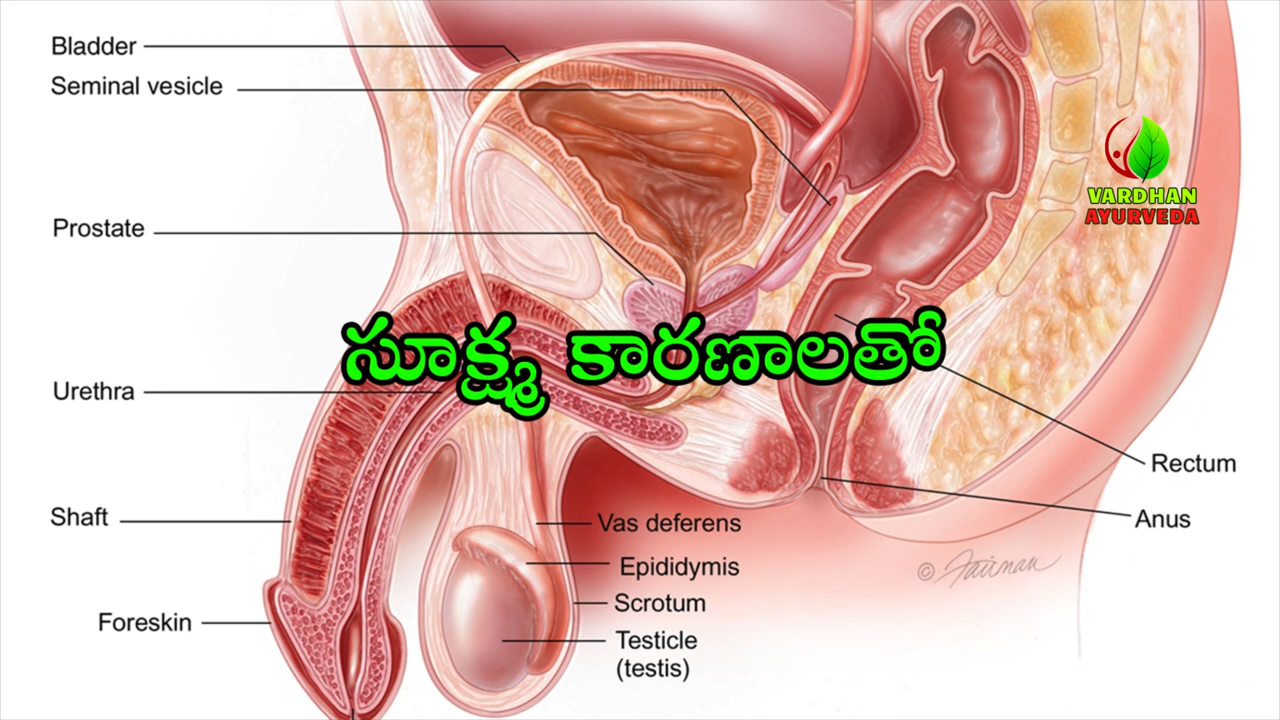 Bladder
Seminal vesicle
VARDHAN
AYURVEDA
Prostate
సూక్ష్మ కారణాలతో
Urethra
Rectum
Shaft
Vas deferens
Anus
Epididymis
© Fairman
Scrotum
Foreskin
Testicle
(testis)